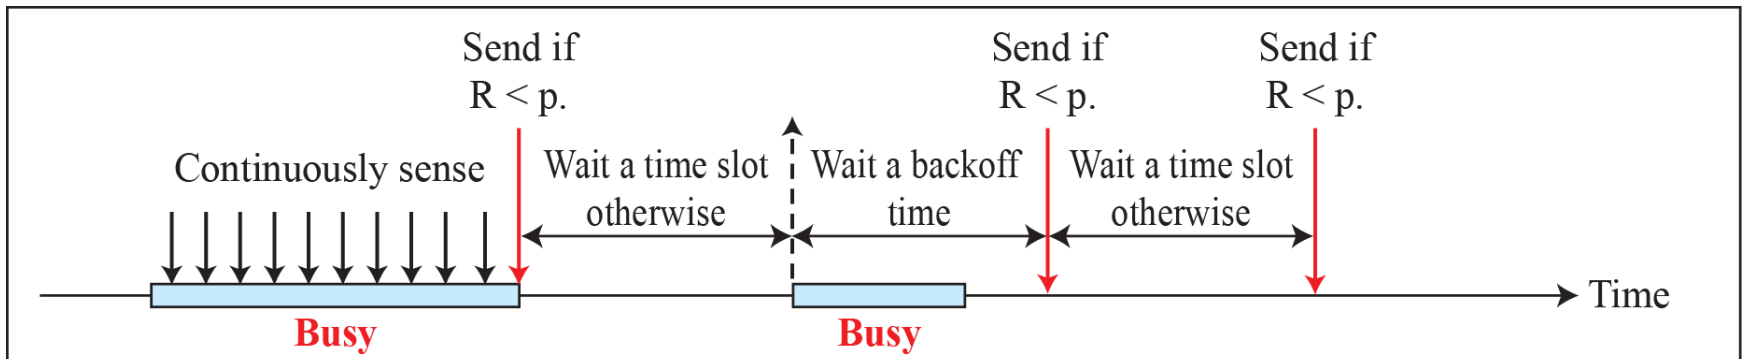 Send if
R < p.
Send if
R < p.
Send if
R < p.
Continuously sense
Wait a time slot
otherwise
Wait a backoff
time
Wait a time slot
otherwise
Time
Busy
Busy